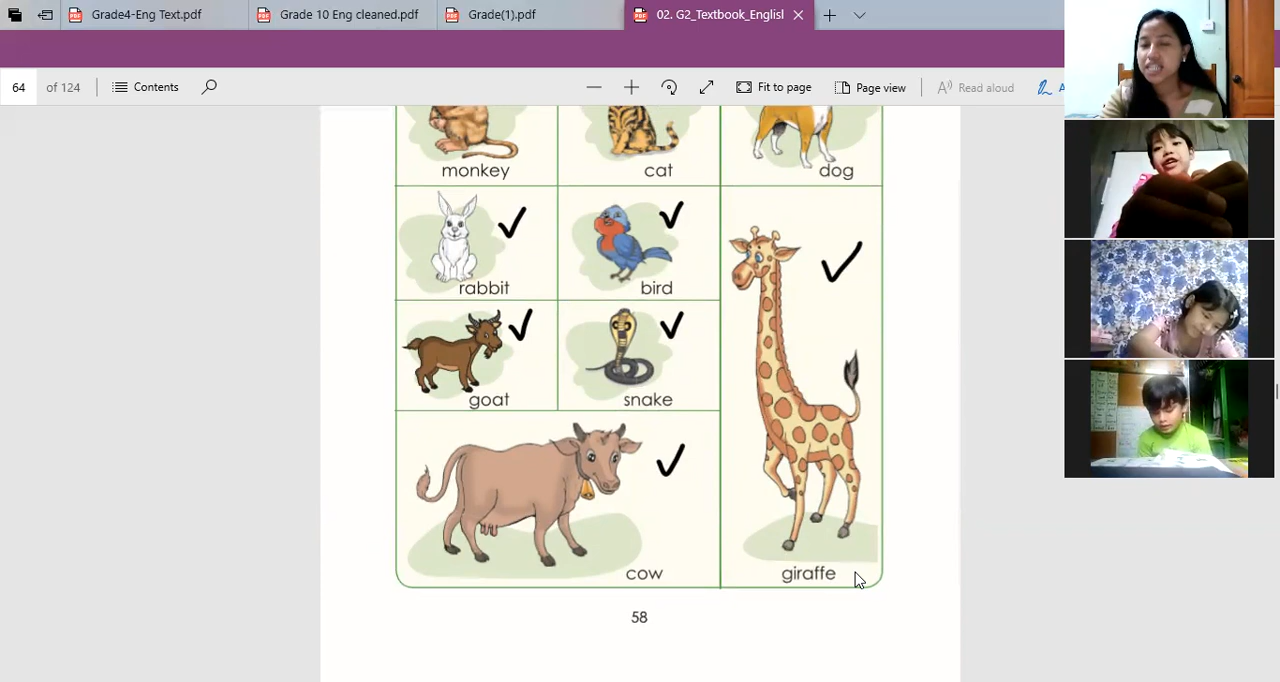 Grade4-Eng Text.pdf
Grade 10 Eng cleaned.pdf
Grade(1).pdf
02. G2_Textbook_Englisl
64 of 124
Contents
Fit to page
Page view
Read aloud
monkey
cat
dog
rabbit
bird
goat
snake
cow
giraffe
58